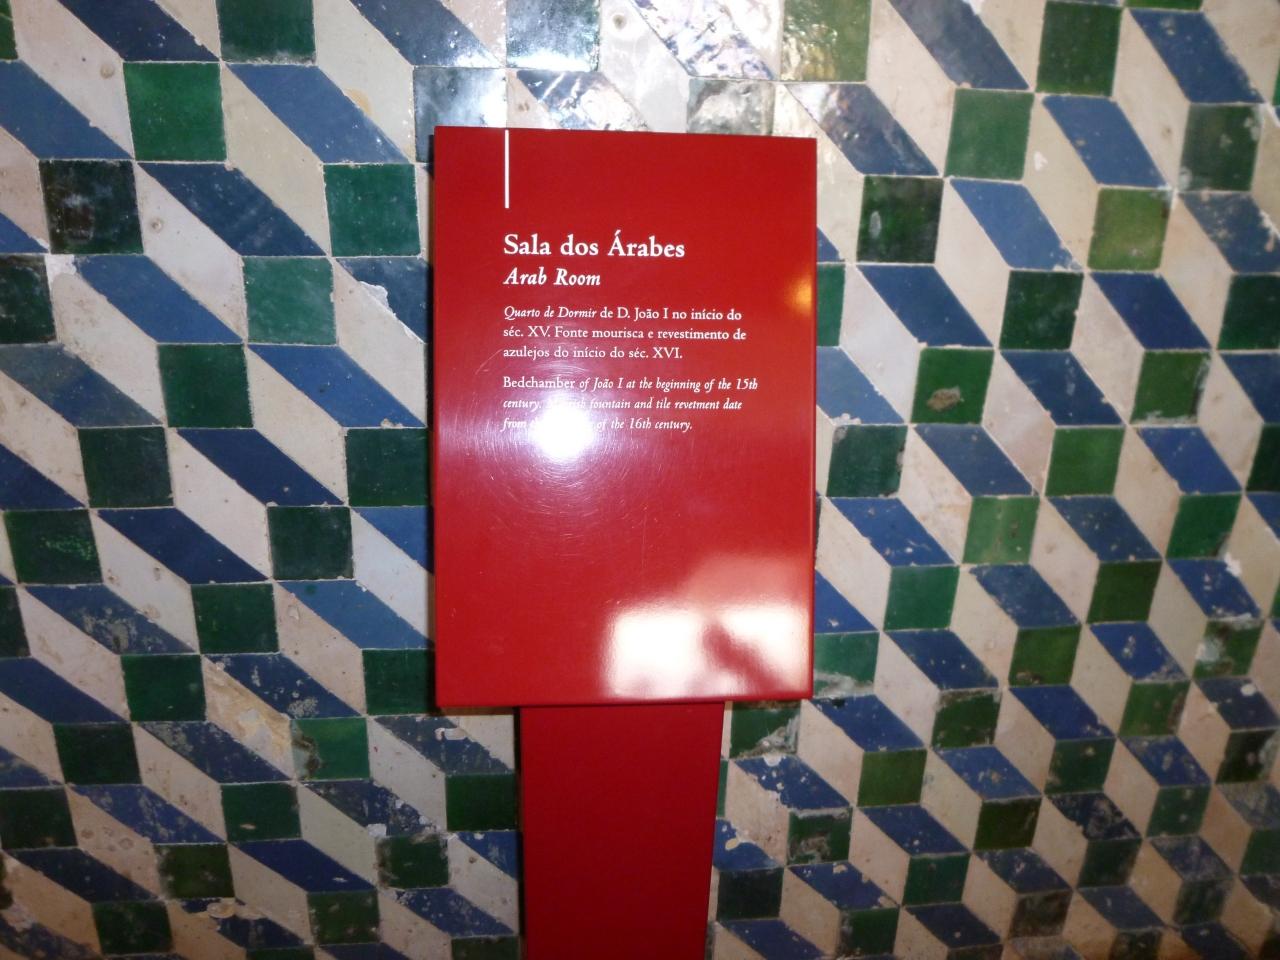 Sala dos Árabes
Arab Room
Quarto de Dormir de D. João I no início do
séc. XV. Fonte mourisca e revestimento de
azulejos do início do séc. XVI.
Bedchamber of João I at the beginning of the 15th
century. Moorish fountain and tile revetment date
from of the 16th century.